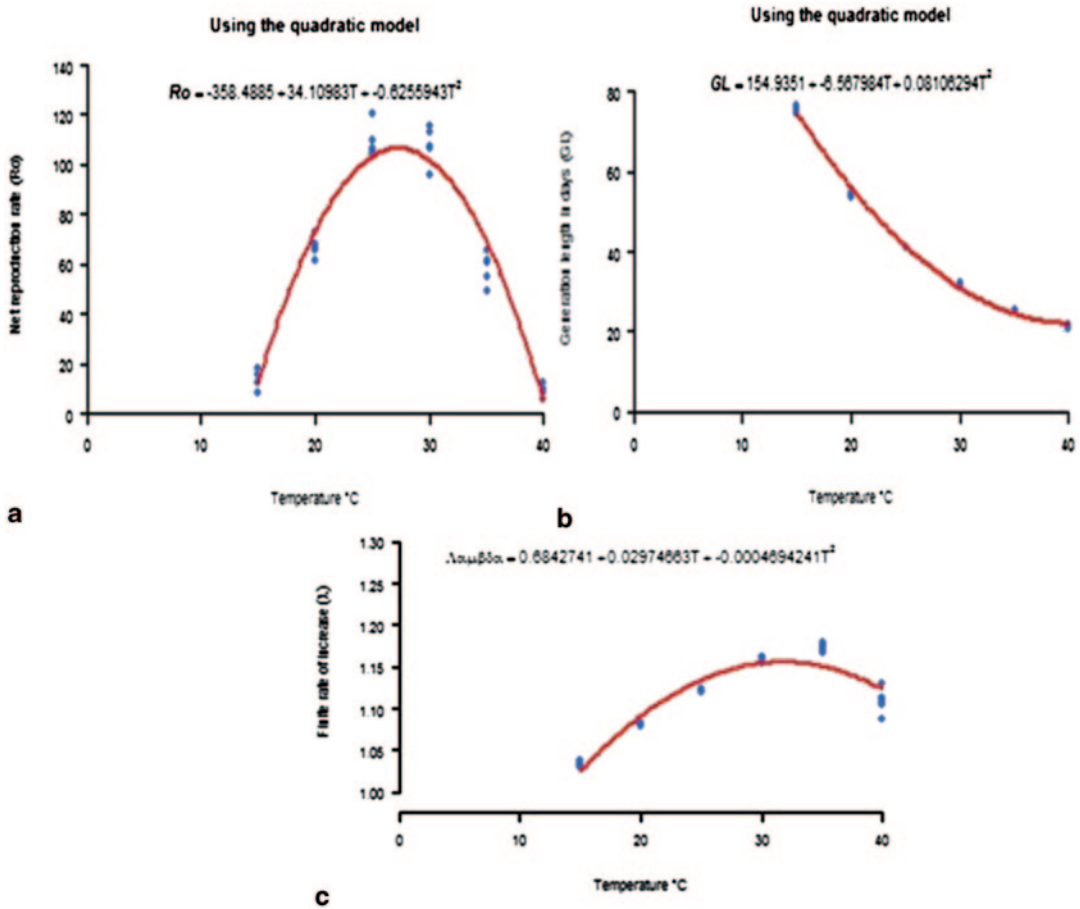 Using the quadratic model
Ro = -358.4885 + 34.10983T + -0.6255943T²
Net reproduction rate (Ro)
140
120
100
80
60
40
20
0
0 10 20 30 40
Temperature °C
a
Using the quadratic model
GL = 154.9351 + -6.567984T + 0.08106294T²
Generation length in days (GL)
80
60
40
20
0
0 10 20 30 40
Temperature °C
b
Λαμβδα = 0.6842741 + 0.02974663T + -0.0004694241T²
Finite rate of increase (λ)
1.30
1.25
1.20
1.15
1.10
1.05
1.00
0 10 20 30 40
Temperature °C
c